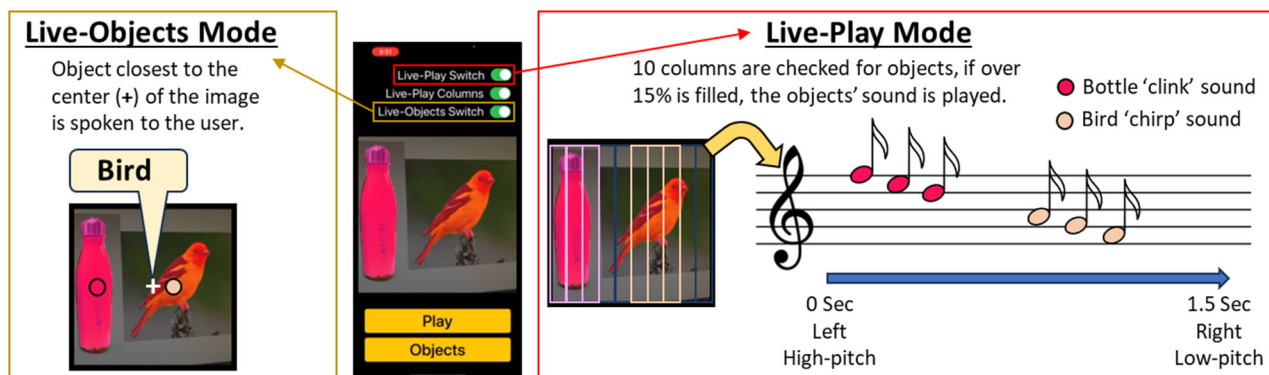 Live-Objects Mode
Object closest to the
center (+) of the image
is spoken to the user.
Bird
+
9:51
Live-Play Switch
Live-Play Columns
Live-Objects Switch
Play
Objects
Live-Play Mode
10 columns are checked for objects, if over
15% is filled, the objects’ sound is played.
Bottle ‘clink’ sound
Bird ‘chirp’ sound
0 Sec
Left
High-pitch
1.5 Sec
Right
Low-pitch